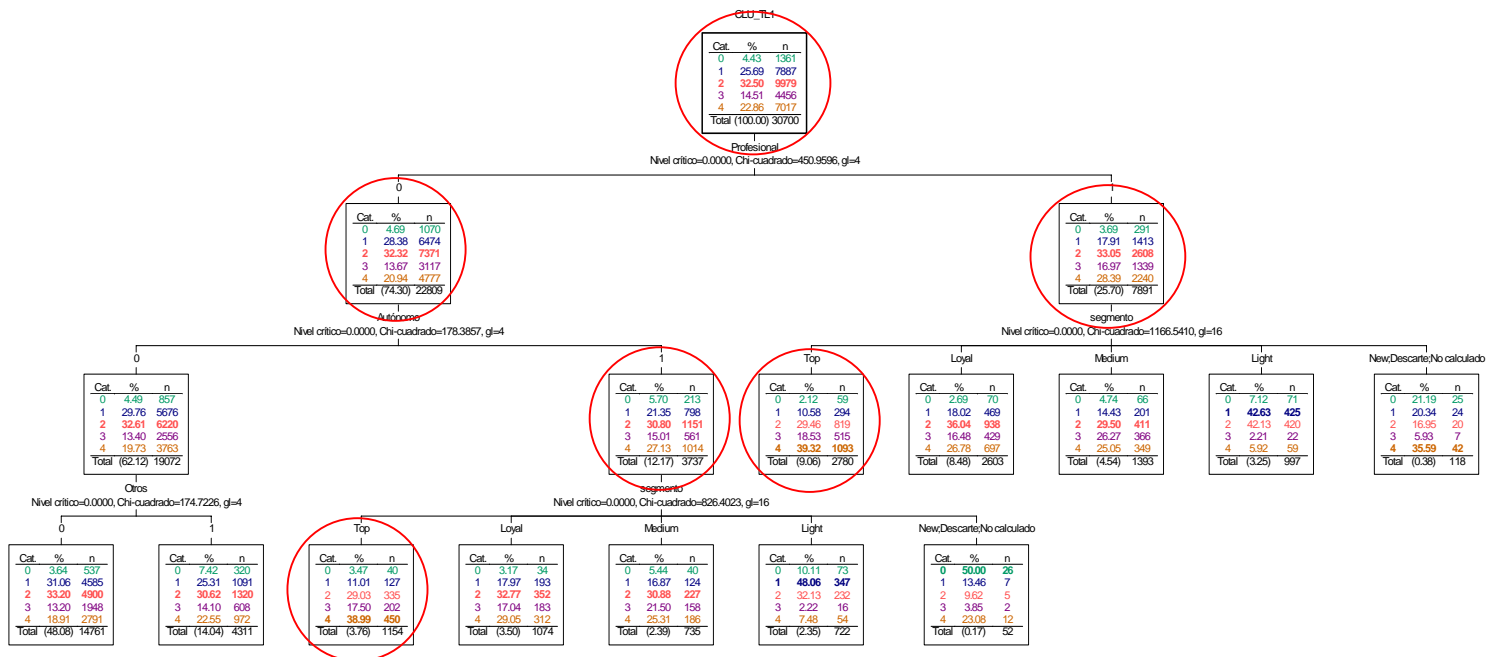 CLU_TL1
Cat. % n
0 4.43 1361
1 25.69 7887
2 32.50 9979
3 14.51 4456
4 22.86 7017
Total (100.00) 30700
Profesional
Nivel crítico=0.0000, Chi-cuadrado=450.9596, gl=4
0
Cat. % n
0 4.69 1070
1 28.38 6474
2 32.32 7371
3 13.67 3117
4 20.94 4777
Total (74.30) 22809
Autónomo
Nivel crítico=0.0000, Chi-cuadrado=178.3857, gl=4
1
Cat. % n
0 3.69 291
1 17.91 1413
2 33.05 2608
3 16.97 1339
4 28.39 2240
Total (25.70) 7891
segmento
Nivel crítico=0.0000, Chi-cuadrado=1166.5410, gl=16
0
Cat. % n
0 4.49 857
1 29.76 5676
2 32.61 6220
3 13.40 2556
4 19.73 3763
Total (62.12) 19072
Otros
Nivel crítico=0.0000, Chi-cuadrado=174.7226, gl=4
1
Cat. % n
0 5.70 213
1 21.35 798
2 30.80 1151
3 15.01 561
4 27.13 1014
Total (12.17) 3737
segmento
Nivel crítico=0.0000, Chi-cuadrado=826.4023, gl=16
Top
Cat. % n
0 2.12 59
1 10.58 294
2 29.46 819
3 18.53 515
4 39.32 1093
Total (9.06) 2780
Loyal
Cat. % n
0 2.69 70
1 18.02 469
2 36.04 938
3 16.48 429
4 26.78 697
Total (8.48) 2603
Medium
Cat. % n
0 4.74 66
1 14.43 201
2 29.50 411
3 26.27 366
4 25.05 349
Total (4.54) 1393
Light
Cat. % n
0 7.12 71
1 42.63 425
2 42.13 420
3 2.21 22
4 5.92 59
Total (3.25) 997
New;Descarte;No calculado
Cat. % n
0 21.19 25
1 20.34 24
2 16.95 20
3 5.93 7
4 35.59 42
Total (0.38) 118
0
Cat. % n
0 3.64 537
1 31.06 4585
2 33.20 4900
3 13.20 1948
4 18.91 2791
Total (48.08) 14761
1
Cat. % n
0 7.42 320
1 25.31 1091
2 30.62 1320
3 14.10 608
4 22.55 972
Total (14.04) 4311
Top
Cat. % n
0 3.47 40
1 11.01 127
2 29.03 335
3 17.50 202
4 38.99 450
Total (3.76) 1154
Loyal
Cat. % n
0 3.17 34
1 17.97 193
2 32.77 352
3 17.04 183
4 29.05 312
Total (3.50) 1074
Medium
Cat. % n
0 5.44 40
1 16.87 124
2 30.88 227
3 21.50 158
4 25.31 186
Total (2.39) 735
Light
Cat. % n
0 10.11 73
1 48.06 347
2 32.13 232
3 2.22 16
4 7.48 54
Total (2.35) 722
New;Descarte;No calculado
Cat. % n
0 50.00 26
1 13.46 7
2 9.62 5
3 3.85 2
4 23.08 12
Total (0.17) 52